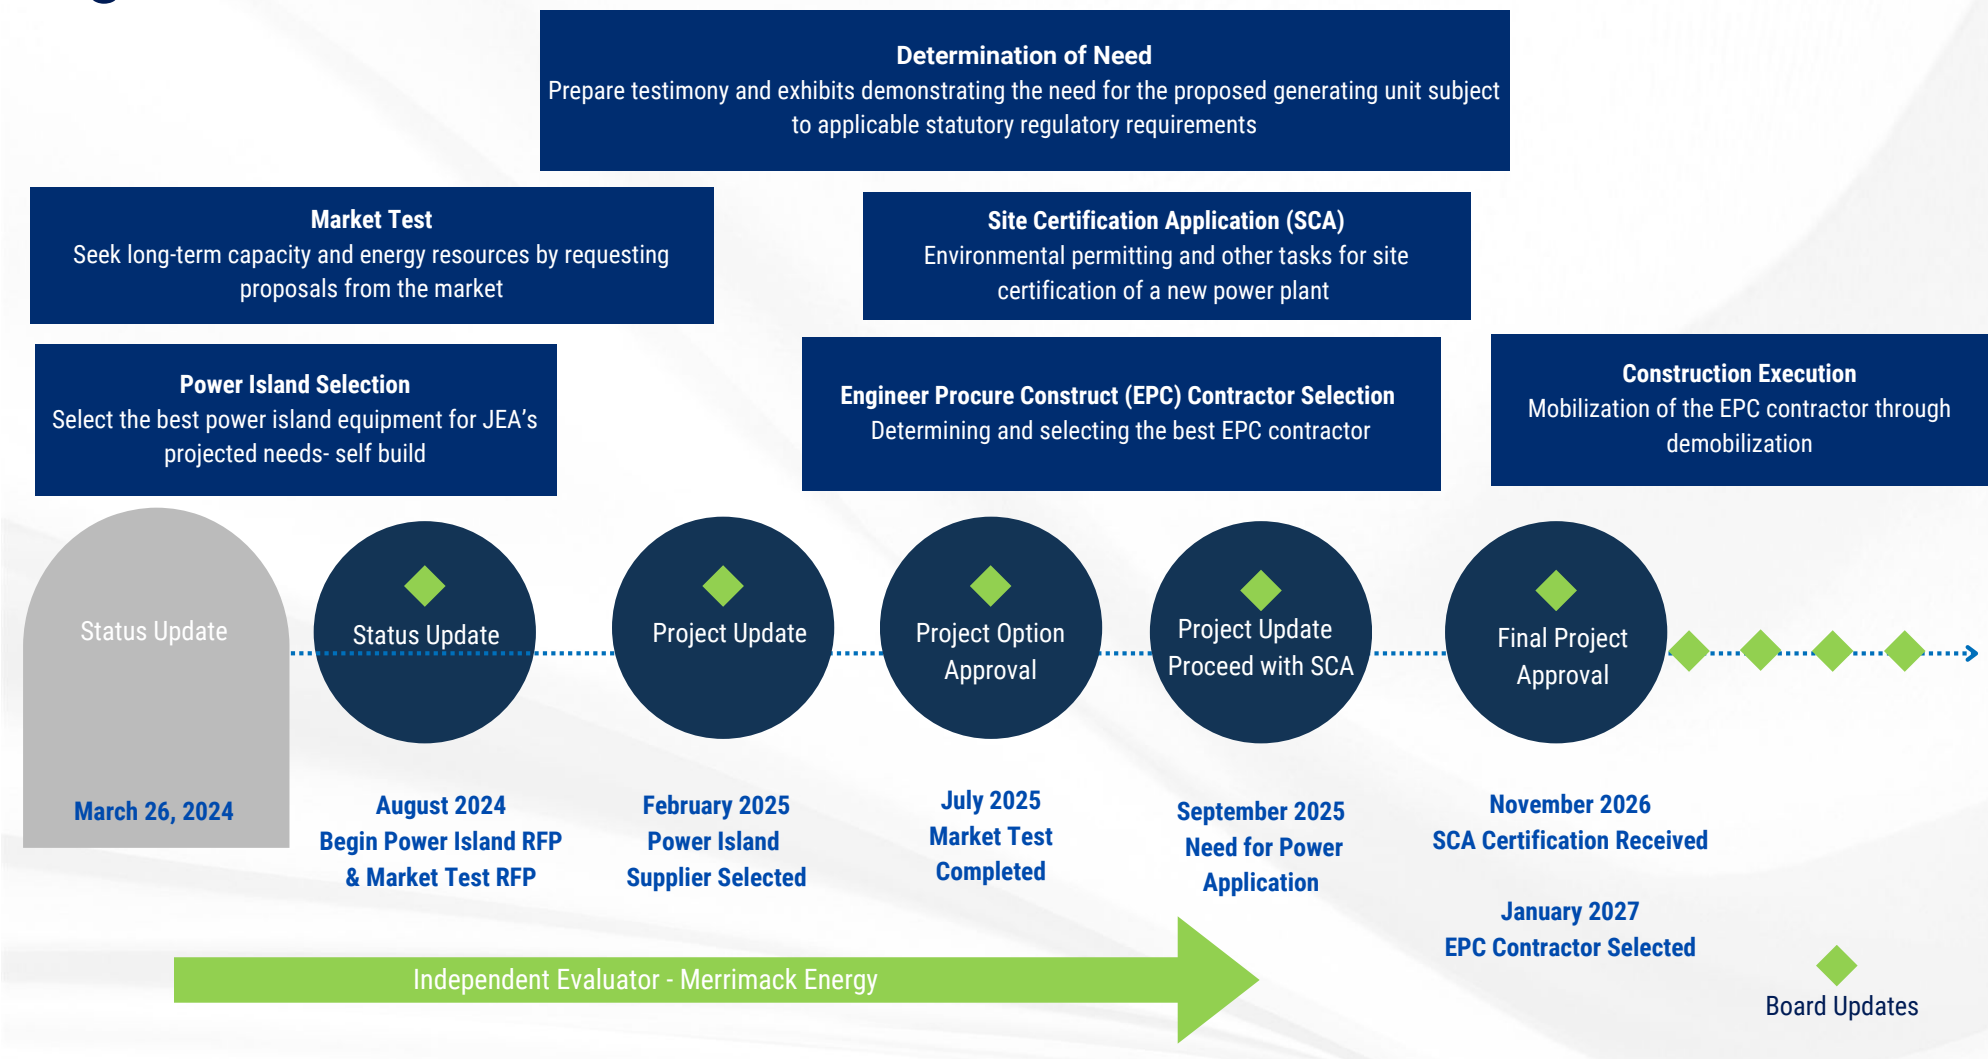 Determination of Need
Prepare testimony and exhibits demonstrating the need for the proposed generating unit subject
to applicable statutory regulatory requirements
Market Test
Seek long-term capacity and energy resources by requesting
proposals from the market
Site Certification Application (SCA)
Environmental permitting and other tasks for site
certification of a new power plant
Power Island Selection
Select the best power island equipment for JEA’s
projected needs- self build
Engineer Procure Construct (EPC) Contractor Selection
Determining and selecting the best EPC contractor
Construction Execution
Mobilization of the EPC contractor through
demobilization
Status Update
March 26, 2024
Status Update
August 2024
Begin Power Island RFP
& Market Test RFP
Project Update
February 2025
Power Island
Supplier Selected
Project Option
Approval
July 2025
Market Test
Completed
Project Update
Proceed with SCA
September 2025
Need for Power
Application
Final Project
Approval
November 2026
SCA Certification Received
January 2027
EPC Contractor Selected
Independent Evaluator - Merrimack Energy
Board Updates